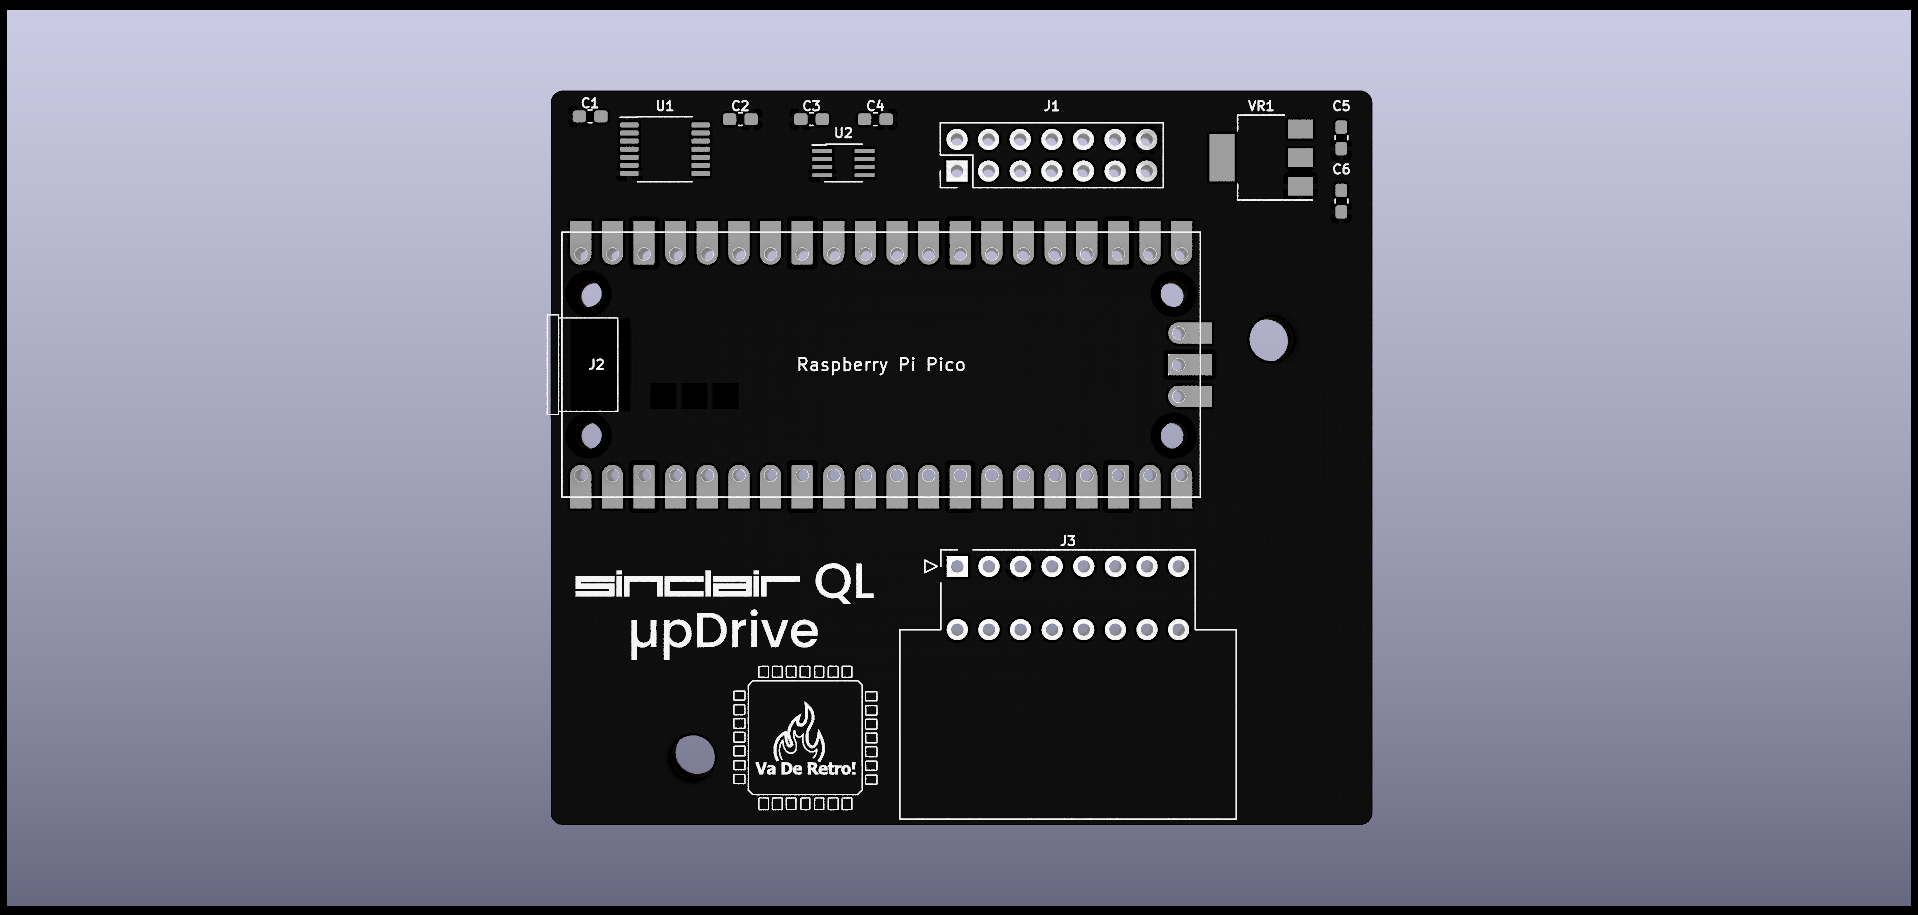 C1
U1
C2
C3
C4
U2
J1
VR1
C5
C6
J2
Raspberry Pi Pico
J3
sinclair QL
µpDrive
Va De Retro!